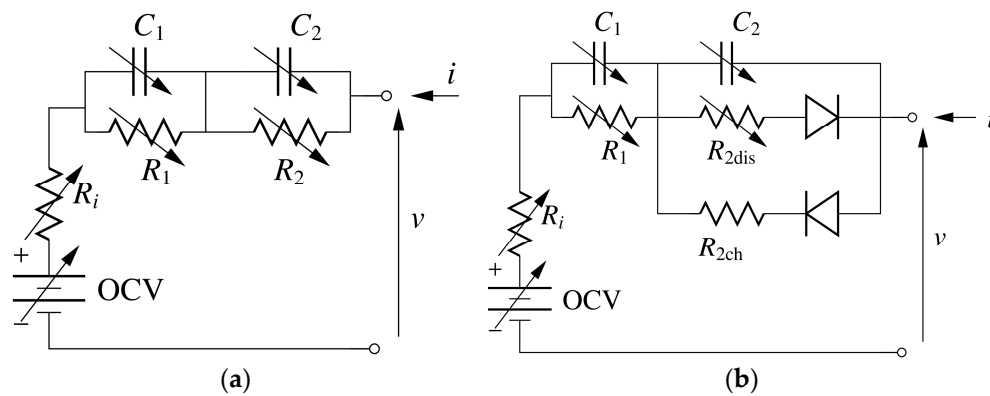 C₁
C₂
i
R₁
R₂
Rᵢ
v
+
OCV
−
(a)
C₁
C₂
i
R₁
R₂dis
R₂ch
Rᵢ
v
+
OCV
−
(b)